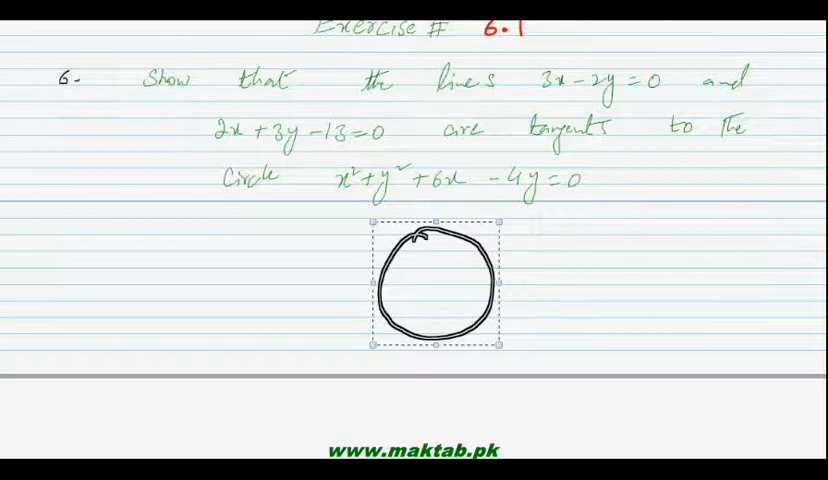 Exercise # 6.1
6. Show that the lines 3x - 2y = 0 and
2x + 3y - 13 = 0 are tangents to the
Circle x² + y² + 6x - 4y = 0
www.maktab.pk